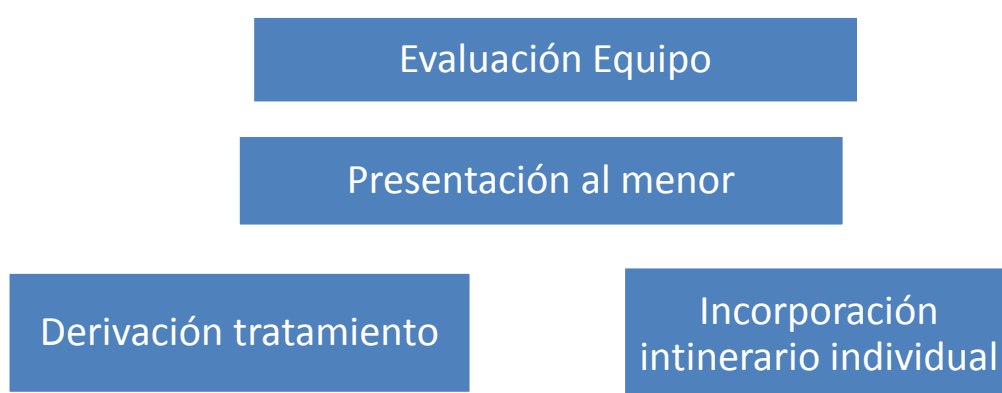 Evaluación Equipo
Presentación al menor
Derivación tratamiento
Incorporación
intinerario individual